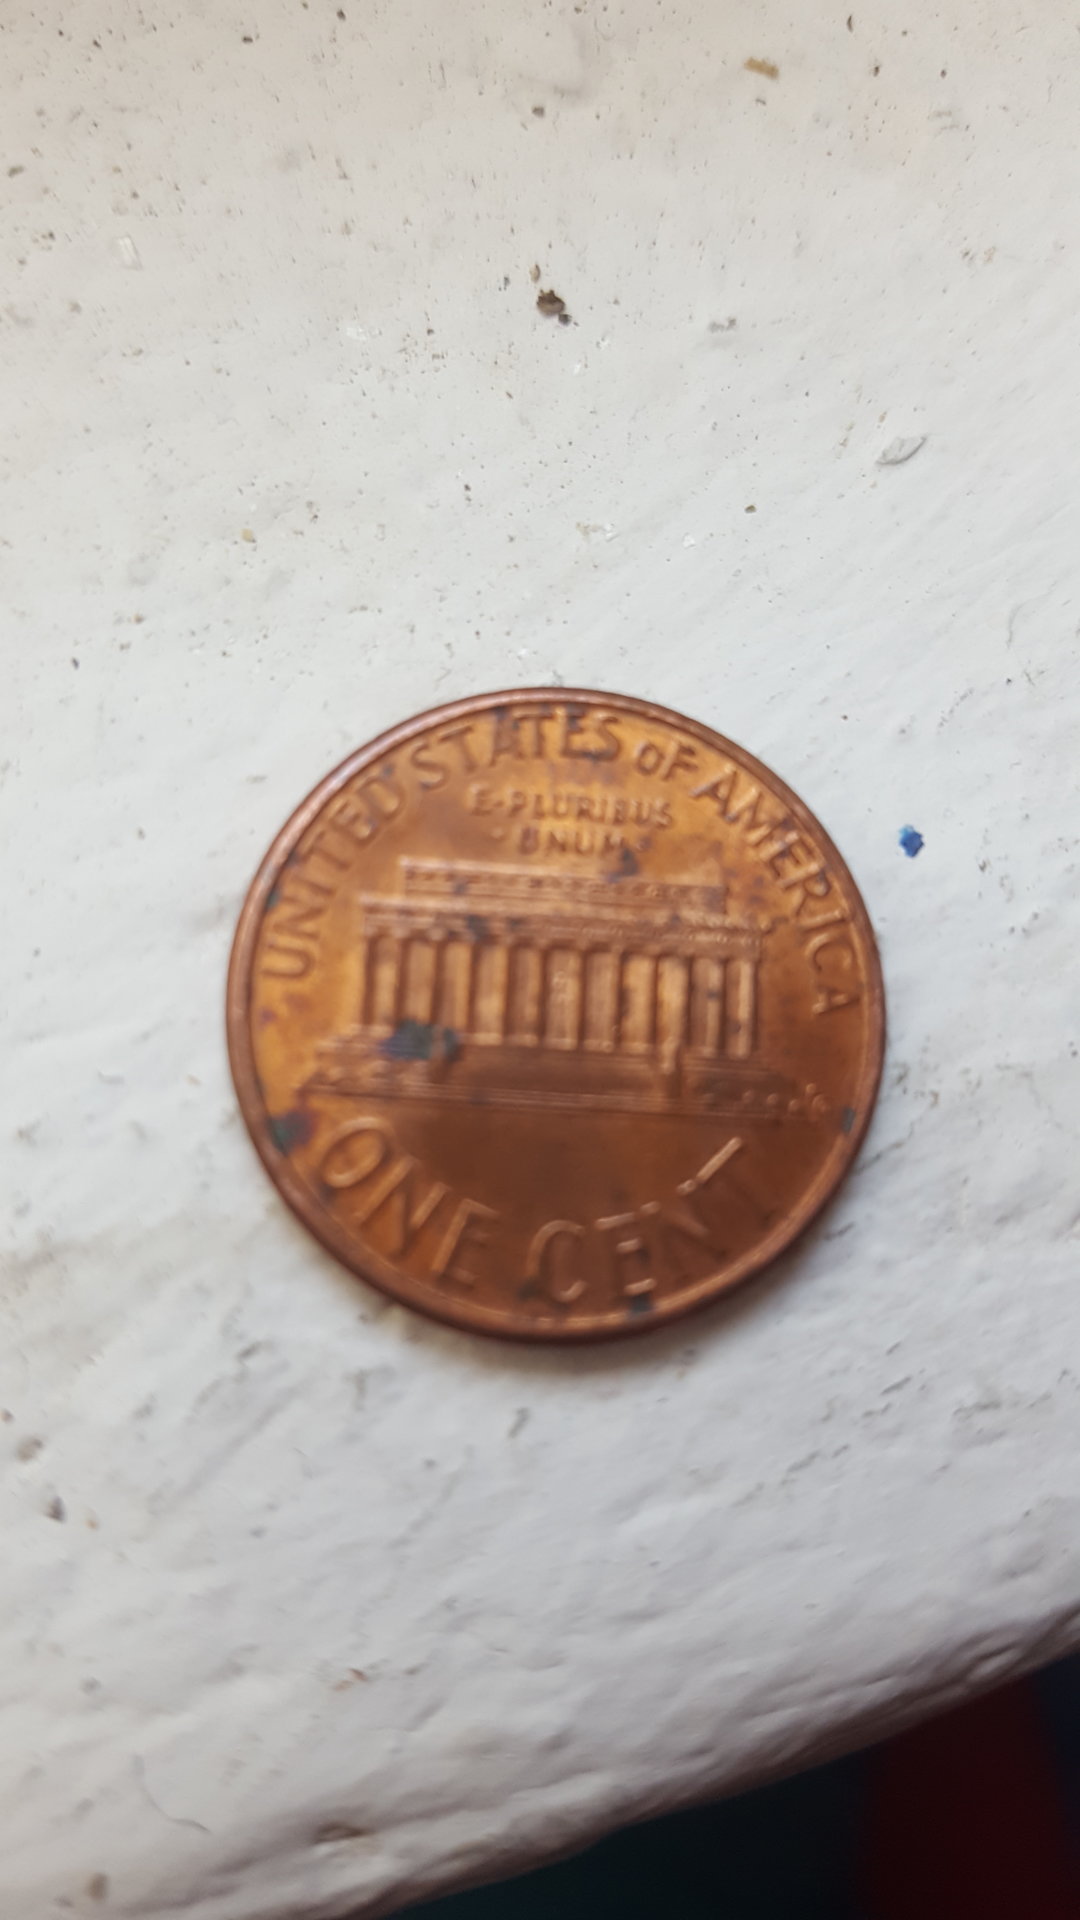 UNITED STATES OF AMERICA
E·PLURIBUS
·UNUM·
ONE CENT